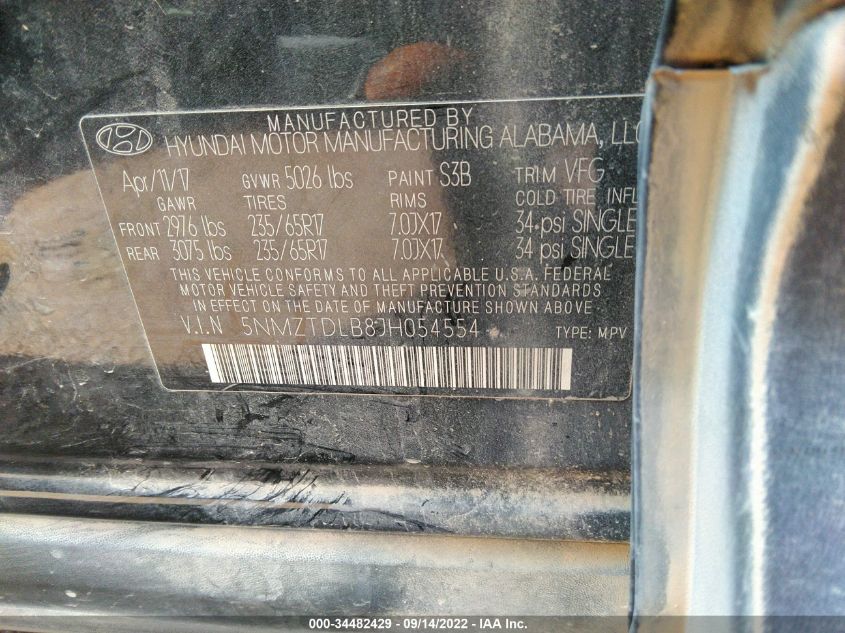 MANUFACTURED BY
HYUNDAI MOTOR MANUFACTURING ALABAMA, LLC
Apr/11/17 GVWR 5026 lbs PAINT S3B TRIM VFG
GAWR TIRES RIMS COLD TIRE INFL
FRONT 2976 lbs 235/65R17 7.0JX17 34 psi SINGLE
REAR 3075 lbs 235/65R17 7.0JX17 34 psi SINGLE
THIS VEHICLE CONFORMS TO ALL APPLICABLE U.S.A. FEDERAL
MOTOR VEHICLE SAFETY AND THEFT PREVENTION STANDARDS
IN EFFECT ON THE DATE OF MANUFACTURE SHOWN ABOVE.
V.I.N 5NMZTDLB8JH054554 TYPE: MPV
000-34482429 - 09/14/2022 - IAA Inc.